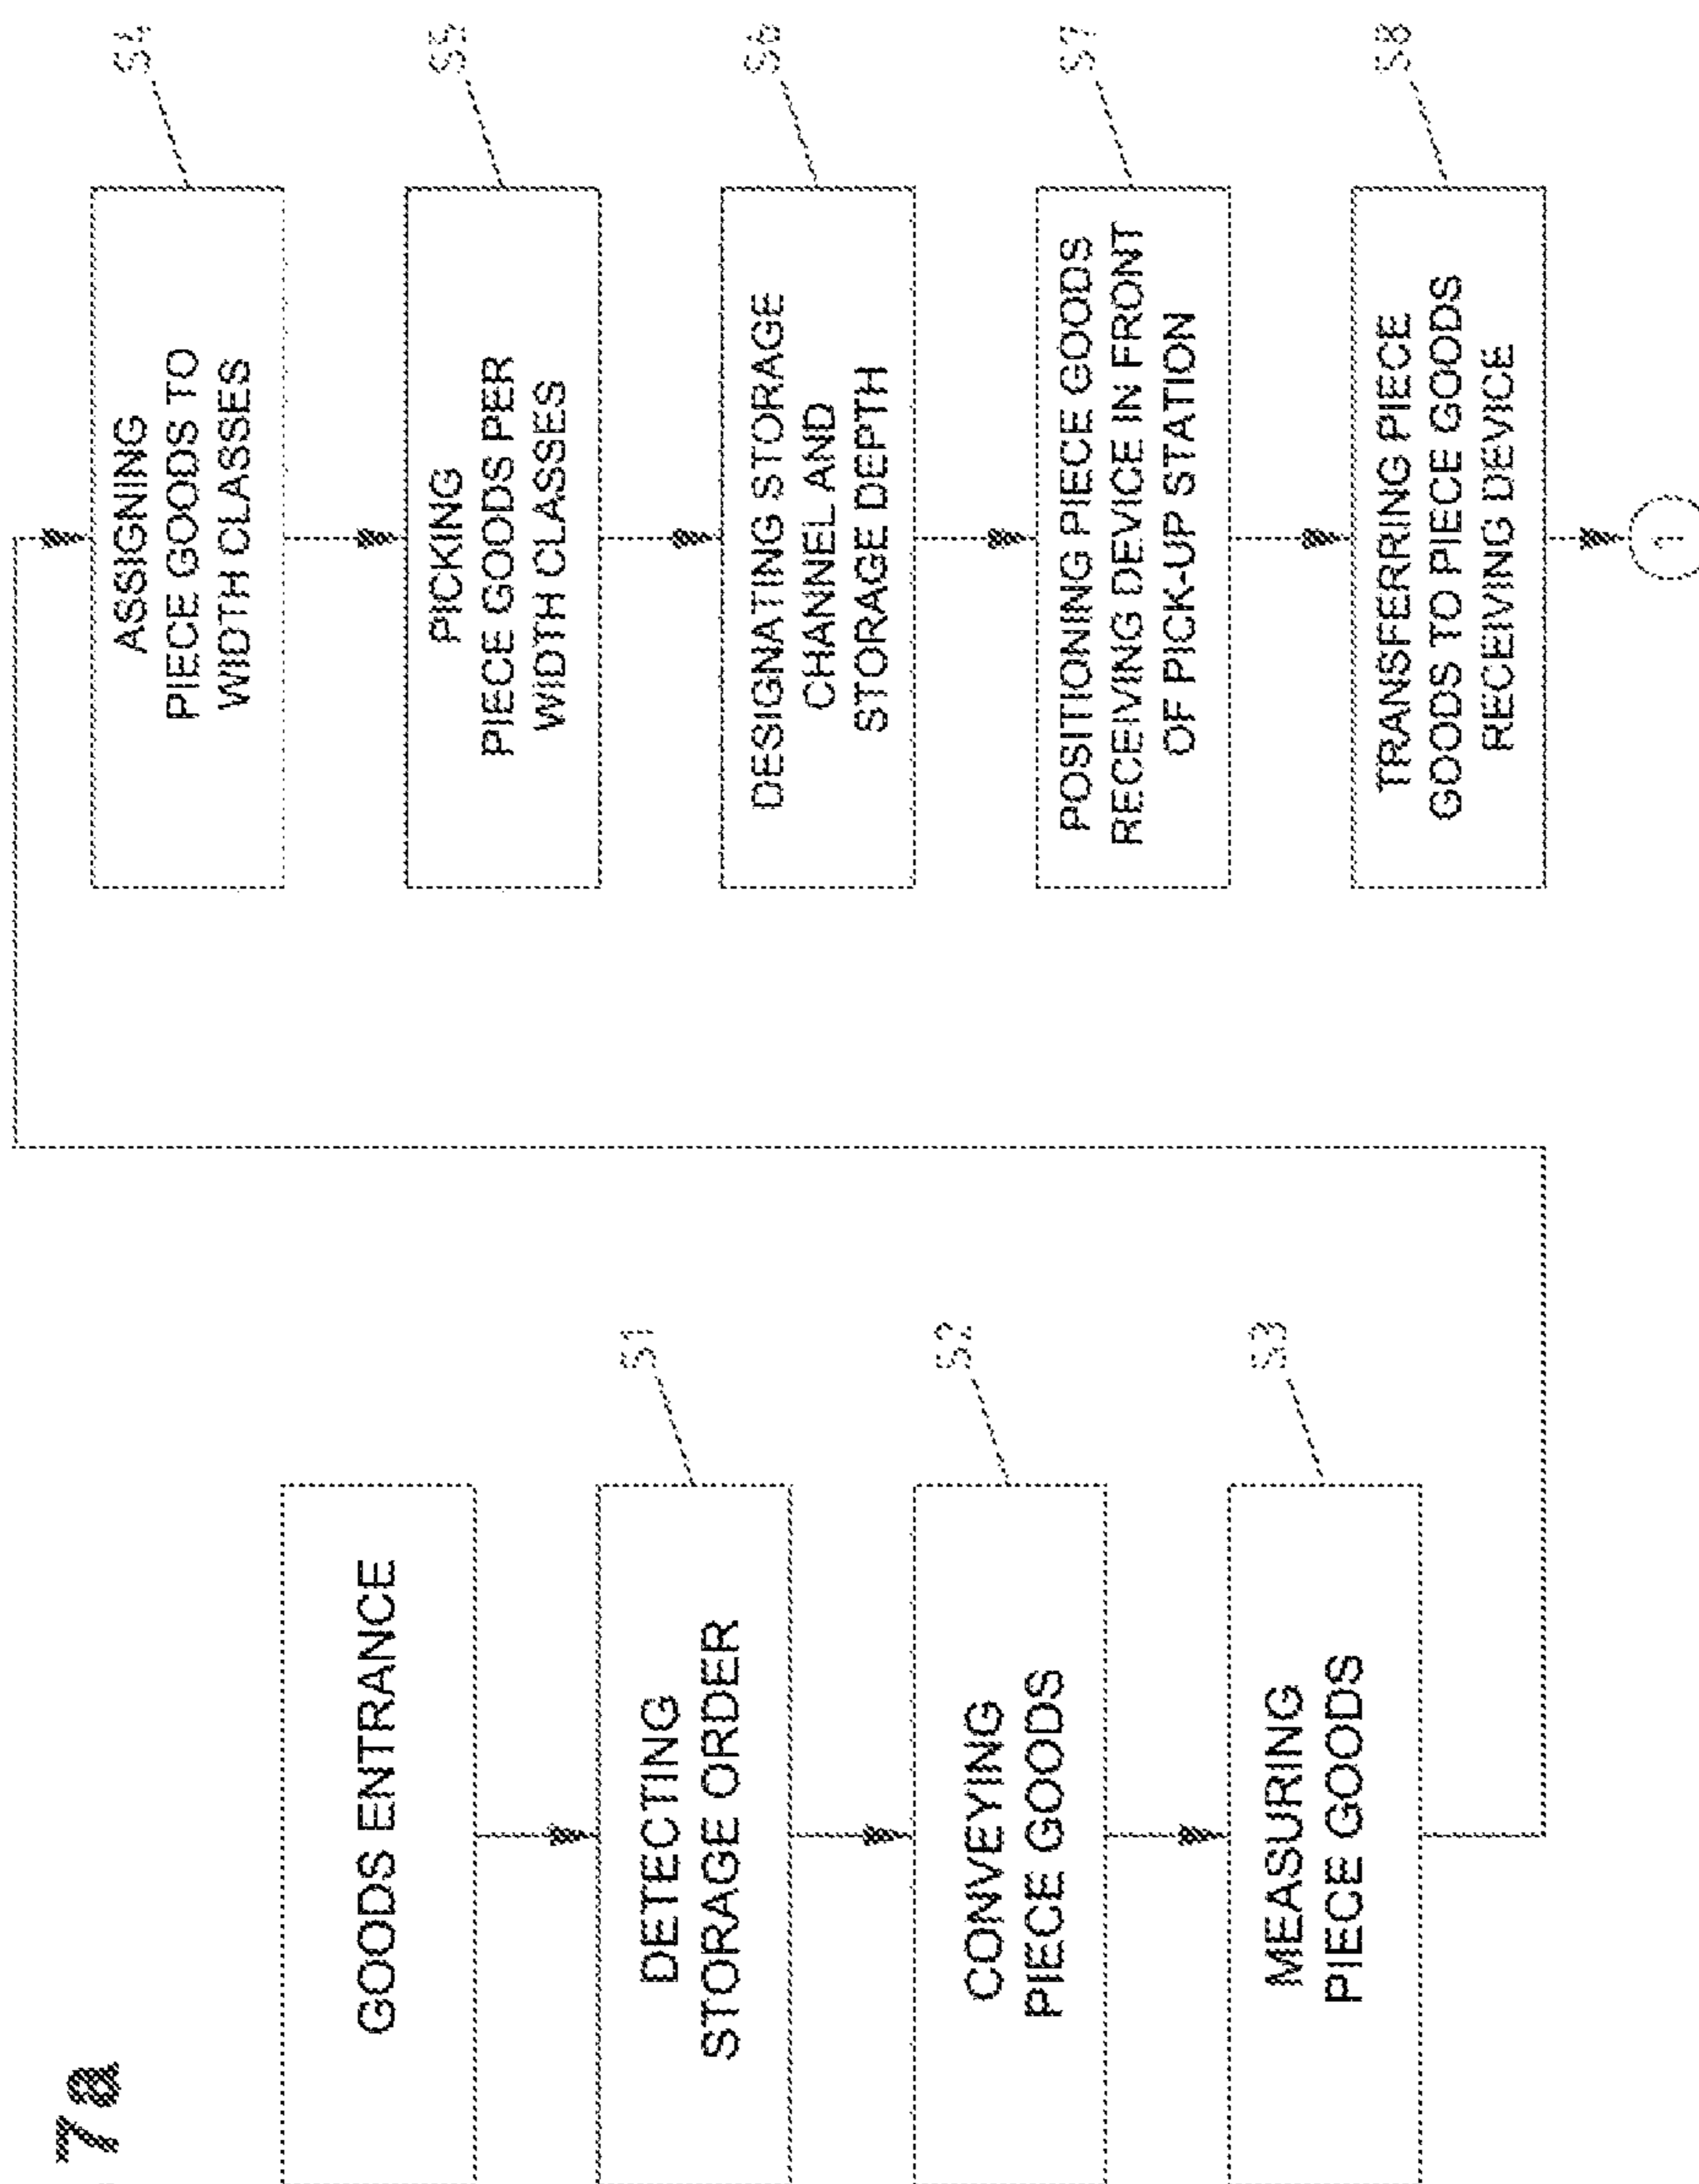 7a
GOODS ENTRANCE
DETECTING
STORAGE ORDER
S1
CONVEYING
PIECE GOODS
S2
MEASURING
PIECE GOODS
S3
ASSIGNING
PIECE GOODS TO
WIDTH CLASSES
S4
PICKING
PIECE GOODS PER
WIDTH CLASSES
S5
DESIGNATING STORAGE
CHANNEL AND
STORAGE DEPTH
S6
POSITIONING PIECE GOODS
RECEIVING DEVICE IN FRONT
OF PICK-UP STATION
S7
TRANSFERRING PIECE
GOODS TO PIECE GOODS
RECEIVING DEVICE
S8
1